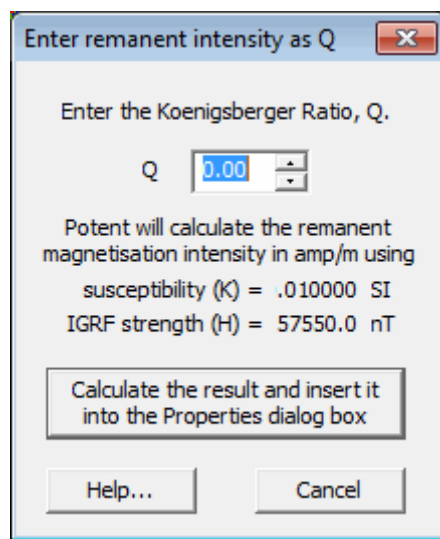 Enter remanent intensity as Q
Enter the Koenigsberger Ratio, Q.
Q 0.00
Potent will calculate the remanent
magnetisation intensity in amp/m using
susceptibility (K) = .010000 SI
IGRF strength (H) = 57550.0 nT
Calculate the result and insert it
into the Properties dialog box
Help... Cancel